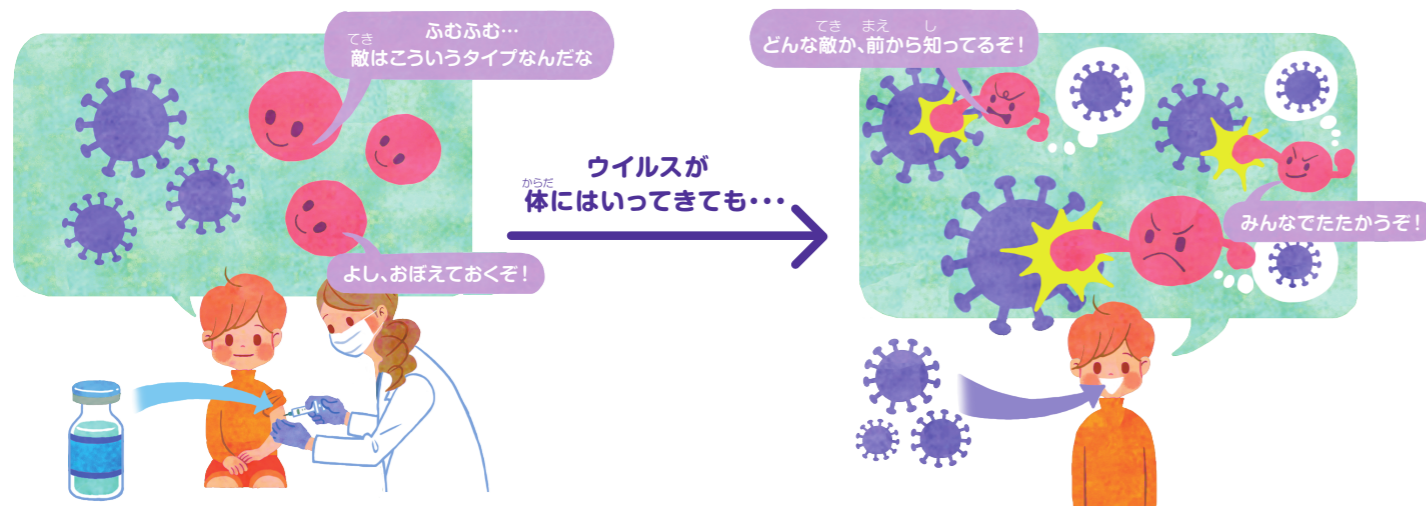 ふむふむ…
敵はこういうタイプなんだな
てき
よし、おぼえておくぞ！
ウイルスが
体にはいってきても・・・
からだ
どんな敵か、前から知ってるぞ！
てき まえ し
みんなでたたかうぞ！